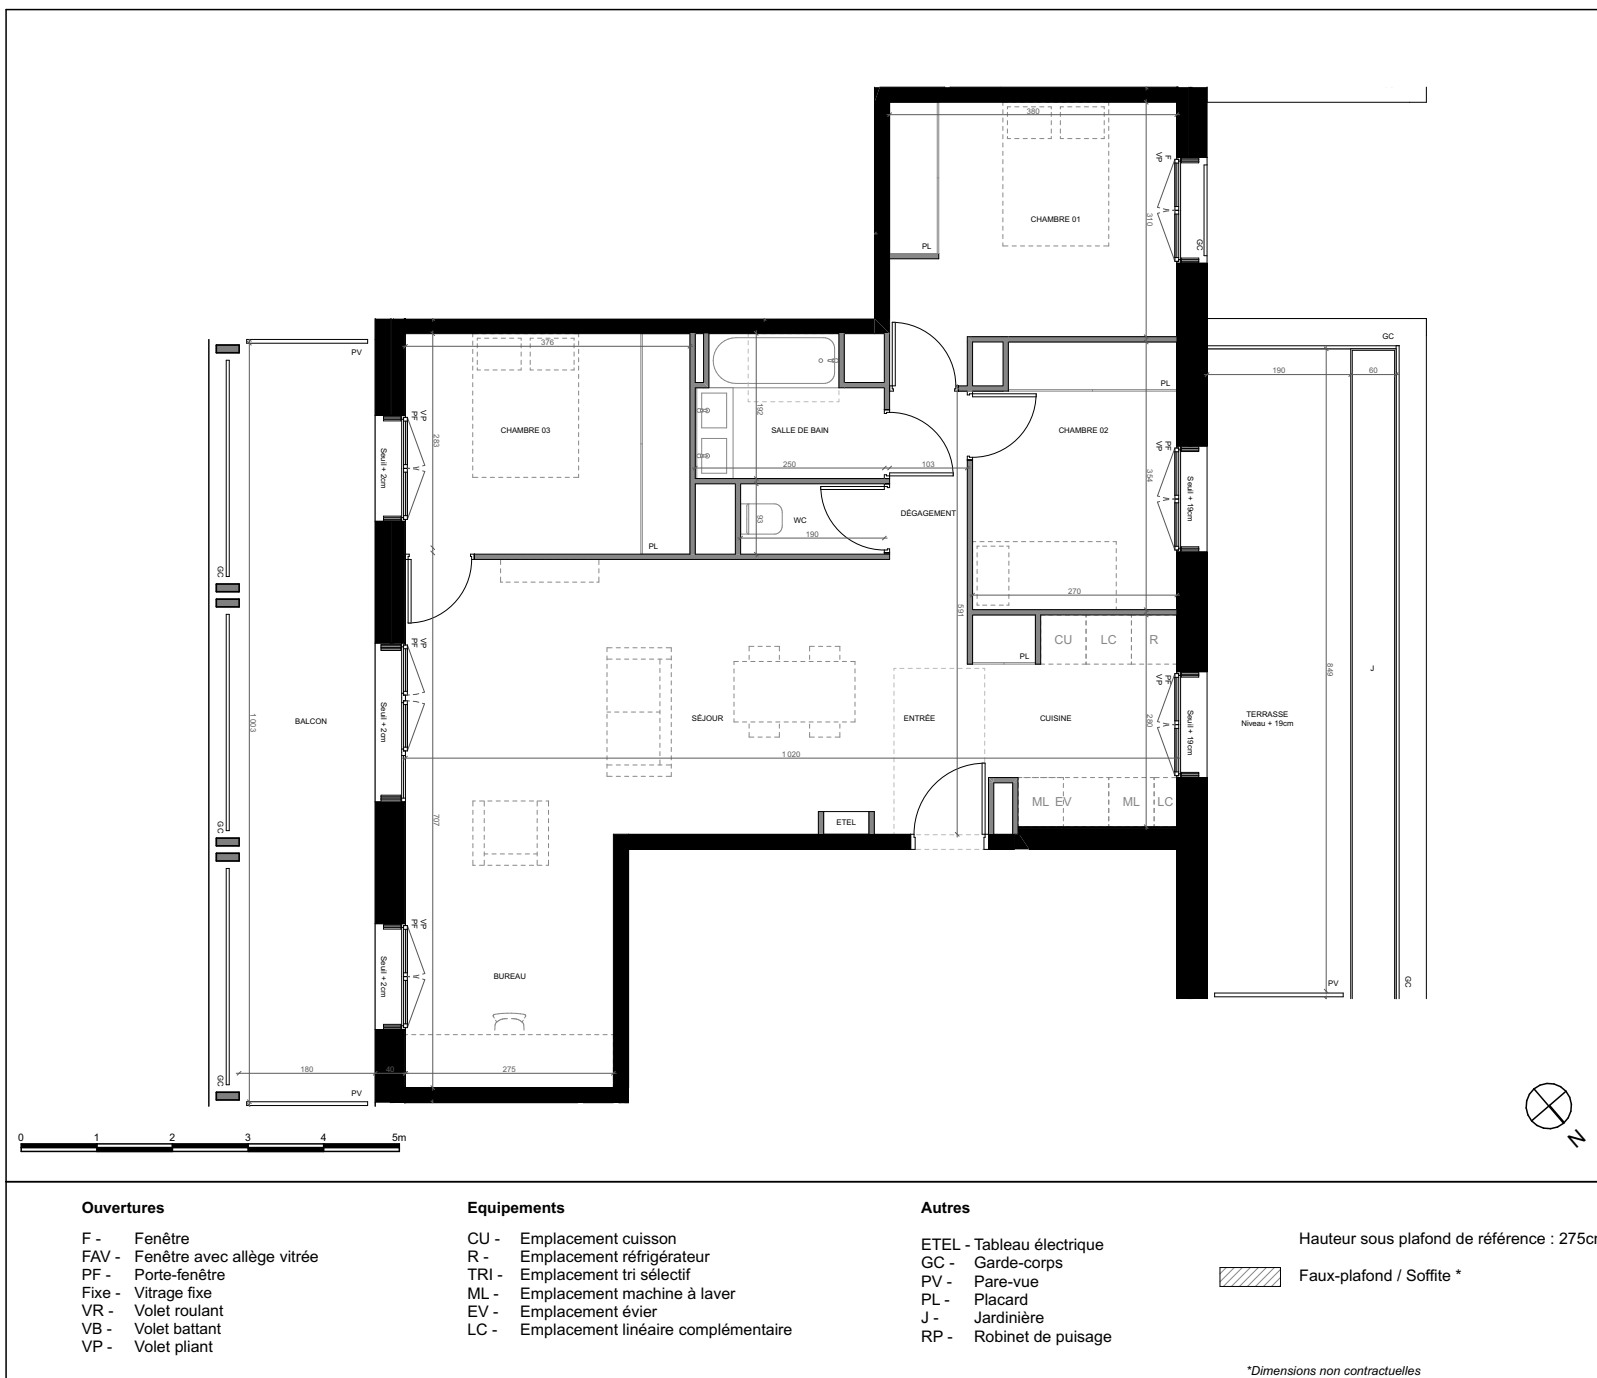 380
VP F
CHAMBRE 01
310
PL
GC
GC
PV
376
190
60
PL
CHAMBRE 03
PF VP
283
Seuil + 2cm
192
SALLE DE BAIN
250
103
CHAMBRE 02
VP PF
354
Seuil + 19cm
93
WC
190
DÉGAGEMENT
PL
GC
270
591
CU
LC
R
PL
PF VP
VP PF
849
J
BALCON
1 003
Seuil + 2cm
SÉJOUR
ENTRÉE
CUISINE
280
Seuil + 19cm
TERRASSE
Niveau + 19cm
1 020
GC
707
ETEL
ML
EV
ML
LC
PF VP
Seuil + 2cm
BUREAU
PV
GC
180
40
275
GC
PV
0
1
2
3
4
5m
N
Ouvertures
F - Fenêtre
FAV - Fenêtre avec allège vitrée
PF - Porte-fenêtre
Fixe - Vitrage fixe
VR - Volet roulant
VB - Volet battant
VP - Volet pliant
Equipements
CU - Emplacement cuisson
R - Emplacement réfrigérateur
TRI - Emplacement tri sélectif
ML - Emplacement machine à laver
EV - Emplacement évier
LC - Emplacement linéaire complémentaire
Autres
ETEL - Tableau électrique
GC - Garde-corps
PV - Pare-vue
PL - Placard
J - Jardinière
RP - Robinet de puisage
Hauteur sous plafond de référence : 275cm
Faux-plafond / Soffite *
*Dimensions non contractuelles